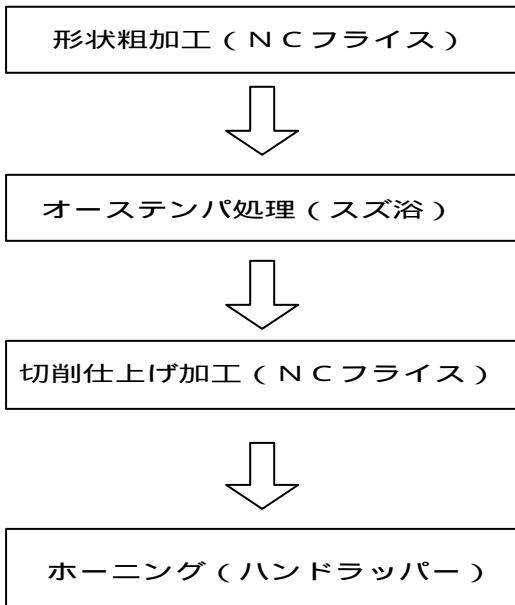 形状粗加工（ＮＣフライス）
オーステンパ処理（スズ浴）
切削仕上げ加工（ＮＣフライス）
ホーニング（ハンドラッパー）